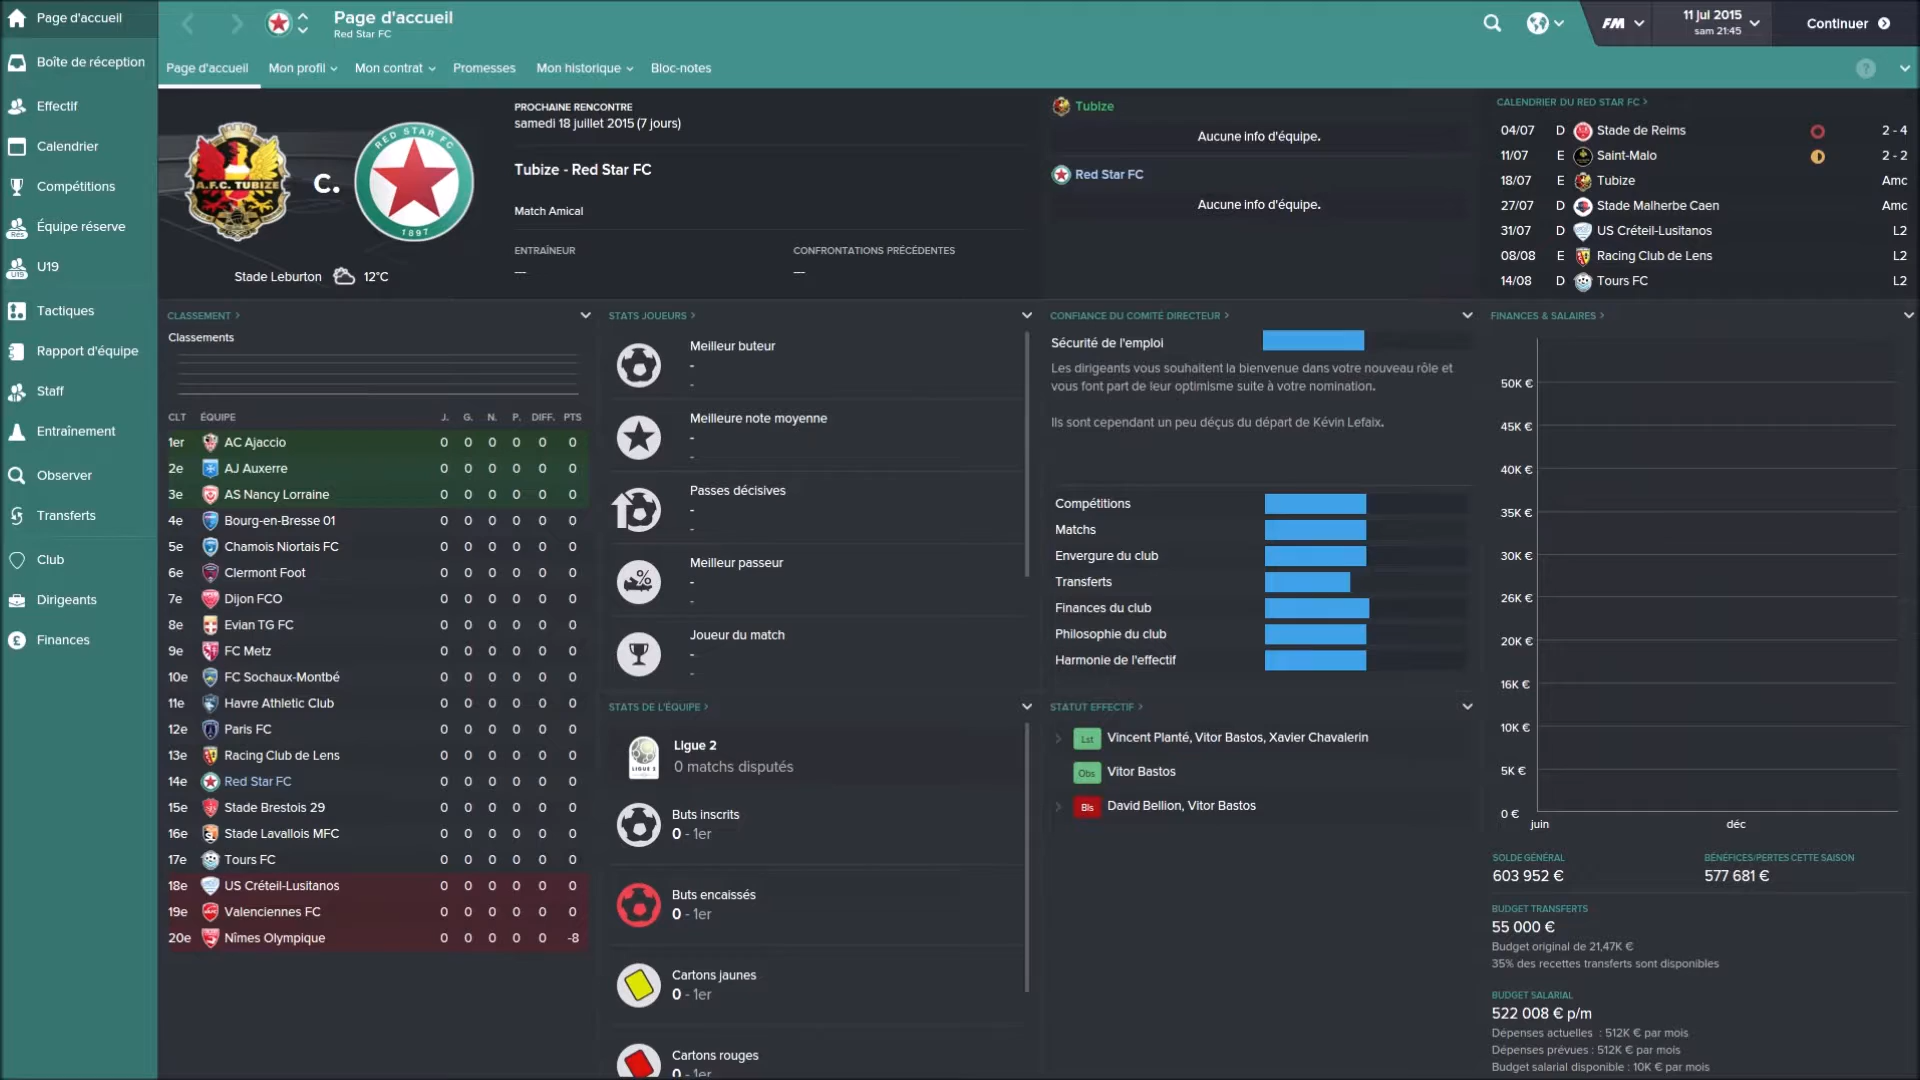 Page d'accueil
Boîte de réception
Effectif
Calendrier
Compétitions
Équipe réserve
U19
Tactiques
Rapport d'équipe
Staff
Entraînement
Observer
Transferts
Club
Dirigeants
Finances
Page d'accueil
Red Star FC
FM
11 jul 2015
sam 21:45
Continuer
Page d'accueil Mon profil Mon contrat Promesses Mon historique Bloc-notes
?
A.F.C. TUBIZE
C.
RED STAR FC
1897
Stade Leburton 12°C
PROCHAINE RENCONTRE
samedi 18 juillet 2015 (7 jours)
Tubize - Red Star FC
Match Amical
ENTRAÎNEUR CONFRONTATIONS PRÉCÉDENTES
--- ---
Tubize
Aucune info d'équipe.
Red Star FC
Aucune info d'équipe.
CALENDRIER DU RED STAR FC >
04/07 D Stade de Reims 2 - 4
11/07 E Saint-Malo 2 - 2
18/07 E Tubize Amc
27/07 D Stade Malherbe Caen Amc
31/07 D US Créteil-Lusitanos L2
08/08 E Racing Club de Lens L2
14/08 D Tours FC L2
CLASSEMENT >
Classements
CLT ÉQUIPE J. G. N. P. DIFF. PTS
1er AC Ajaccio 0 0 0 0 0 0
2e AJ Auxerre 0 0 0 0 0 0
3e AS Nancy Lorraine 0 0 0 0 0 0
4e Bourg-en-Bresse 01 0 0 0 0 0 0
5e Chamois Niortais FC 0 0 0 0 0 0
6e Clermont Foot 0 0 0 0 0 0
7e Dijon FCO 0 0 0 0 0 0
8e Evian TG FC 0 0 0 0 0 0
9e FC Metz 0 0 0 0 0 0
10e FC Sochaux-Montbé 0 0 0 0 0 0
11e Havre Athletic Club 0 0 0 0 0 0
12e Paris FC 0 0 0 0 0 0
13e Racing Club de Lens 0 0 0 0 0 0
14e Red Star FC 0 0 0 0 0 0
15e Stade Brestois 29 0 0 0 0 0 0
16e Stade Lavallois MFC 0 0 0 0 0 0
17e Tours FC 0 0 0 0 0 0
18e US Créteil-Lusitanos 0 0 0 0 0 0
19e Valenciennes FC 0 0 0 0 0 0
20e Nîmes Olympique 0 0 0 0 0 -8
STATS JOUEURS >
Meilleur buteur
-
-
Meilleure note moyenne
-
-
Passes décisives
-
-
Meilleur passeur
-
-
Joueur du match
-
-
STATS DE L'ÉQUIPE >
LIGUE 2
Ligue 2
0 matchs disputés
Buts inscrits
0 - 1er
Buts encaissés
0 - 1er
Cartons jaunes
0 - 1er
Cartons rouges
0 - 1er
CONFIANCE DU COMITÉ DIRECTEUR >
Sécurité de l'emploi
Les dirigeants vous souhaitent la bienvenue dans votre nouveau rôle et
vous font part de leur optimisme suite à votre nomination.
Ils sont cependant un peu déçus du départ de Kévin Lefaix.
Compétitions
Matchs
Envergure du club
Transferts
Finances du club
Philosophie du club
Harmonie de l'effectif
STATUT EFFECTIF >
Lst Vincent Planté, Vitor Bastos, Xavier Chavalerin
Obs Vitor Bastos
Bls David Bellion, Vitor Bastos
FINANCES & SALAIRES >
50K €
45K €
40K €
35K €
30K €
26K €
20K €
16K €
10K €
5K €
0 €
juin déc
SOLDE GÉNÉRAL BÉNÉFICES/PERTES CETTE SAISON
603 952 € 577 681 €
BUDGET TRANSFERTS
55 000 €
Budget original de 21,47K €
35% des recettes transferts sont disponibles
BUDGET SALARIAL
522 008 € p/m
Dépenses actuelles : 512K € par mois
Dépenses prévues : 512K € par mois
Budget salarial disponible : 10K € par mois